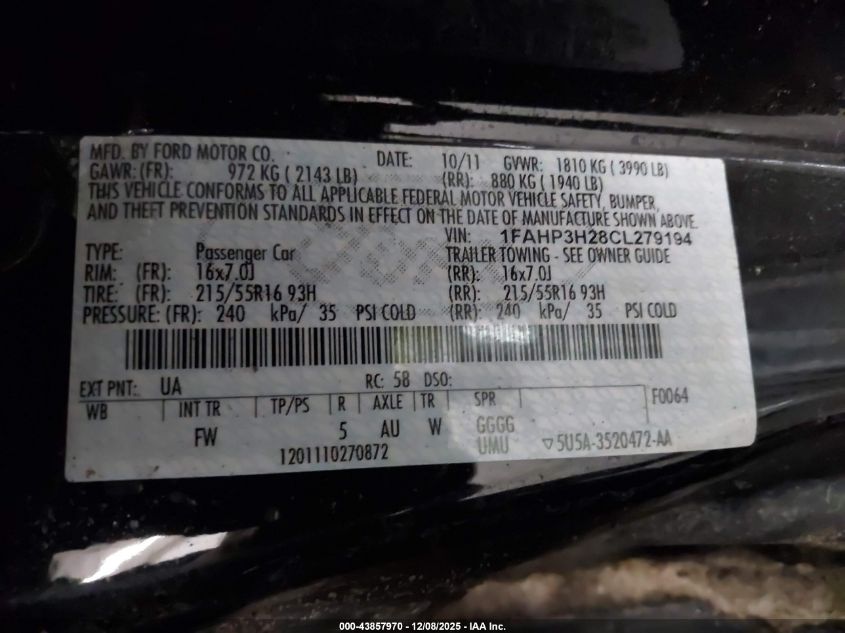 MFD. BY FORD MOTOR CO. DATE: 10/11 GVWR: 1810 KG ( 3990 LB)
GAWR: (FR): 972 KG ( 2143 LB) (RR): 880 KG ( 1940 LB)
THIS VEHICLE CONFORMS TO ALL APPLICABLE FEDERAL MOTOR VEHICLE SAFETY, BUMPER,
AND THEFT PREVENTION STANDARDS IN EFFECT ON THE DATE OF MANUFACTURE SHOWN ABOVE.
VIN: 1FAHP3H28CL279194
TYPE: Passenger Car TRAILER TOWING - SEE OWNER GUIDE
RIM: (FR): 16x7.0J (RR): 16x7.0J
TIRE: (FR): 215/55R16 93H (RR): 215/55R16 93H
PRESSURE: (FR): 240 kPa/ 35 PSI COLD (RR): 240 kPa/ 35 PSI COLD
EXT PNT: UA RC: 58 DSO:
WB INT TR TP/PS R AXLE TR SPR F0064
FW 5 AU W GGGG
1201110270872 UMU ▽5U5A-3520472-AA
000-43857970 - 12/08/2025 - IAA Inc.